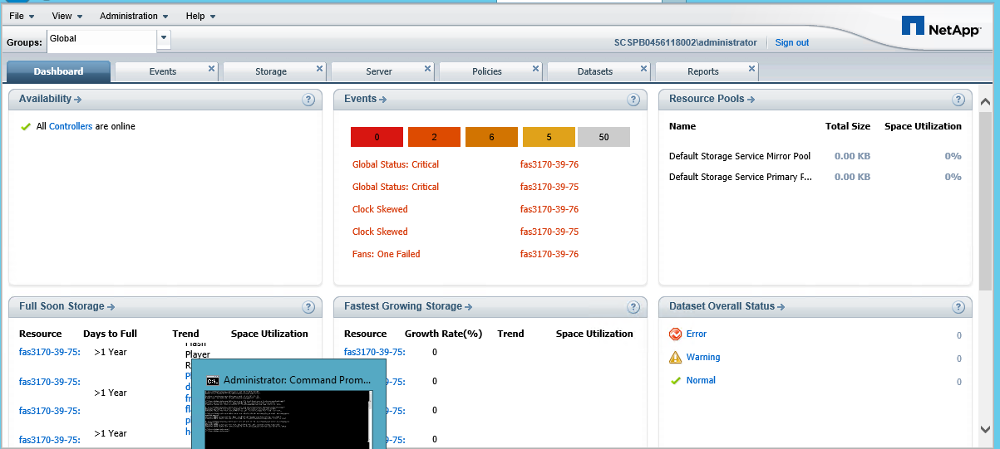 File View Administration Help
NetApp
Groups: Global
SCSPB0456118002\administrator Sign out
Dashboard Events Storage Server Policies Datasets Reports
Availability
All Controllers are online
Events
0 2 6 5 50
Global Status: Critical fas3170-39-76
Global Status: Critical fas3170-39-75
Clock Skewed fas3170-39-76
Clock Skewed fas3170-39-75
Fans: One Failed fas3170-39-76
Resource Pools
Name Total Size Space Utilization
Default Storage Service Mirror Pool 0.00 KB 0%
Default Storage Service Primary P... 0.00 KB 0%
Full Soon Storage
Resource Days to Full Trend Space Utilization
fas3170-39-75: >1 Year
Flash
Player
fas3170-39-75:
>1 Year
fas3170-39-75:
>1 Year
fas3170-39-75:
Administrator: Command Prom...
C:\.
Fastest Growing Storage
Resource Growth Rate(%) Trend Space Utilization
fas3170-39-75: 0
-75: 0
-75: 0
-75: 0
Dataset Overall Status
Error 0
Warning 0
Normal 0